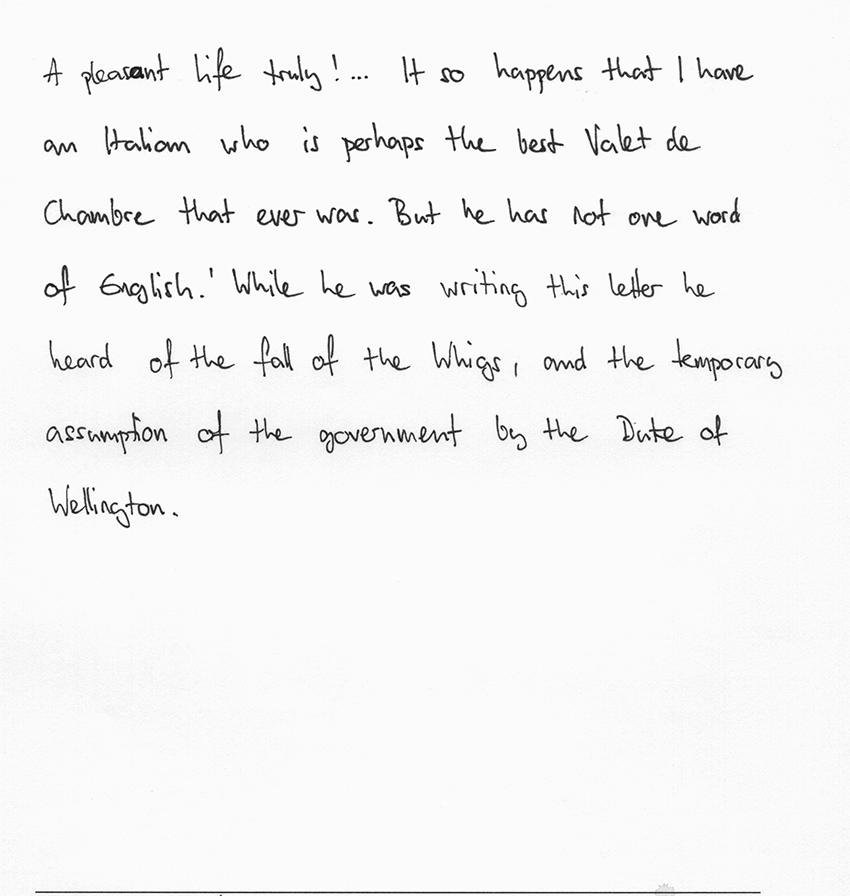 A pleasant life truly!... It so happens that I have
an Italian who is perhaps the best Valet de
Chambre that ever was. But he has not one word
of English.' While he was writing this letter he
heard of the fall of the Whigs, and the temporary
assumption of the government by the Duke of
Wellington.